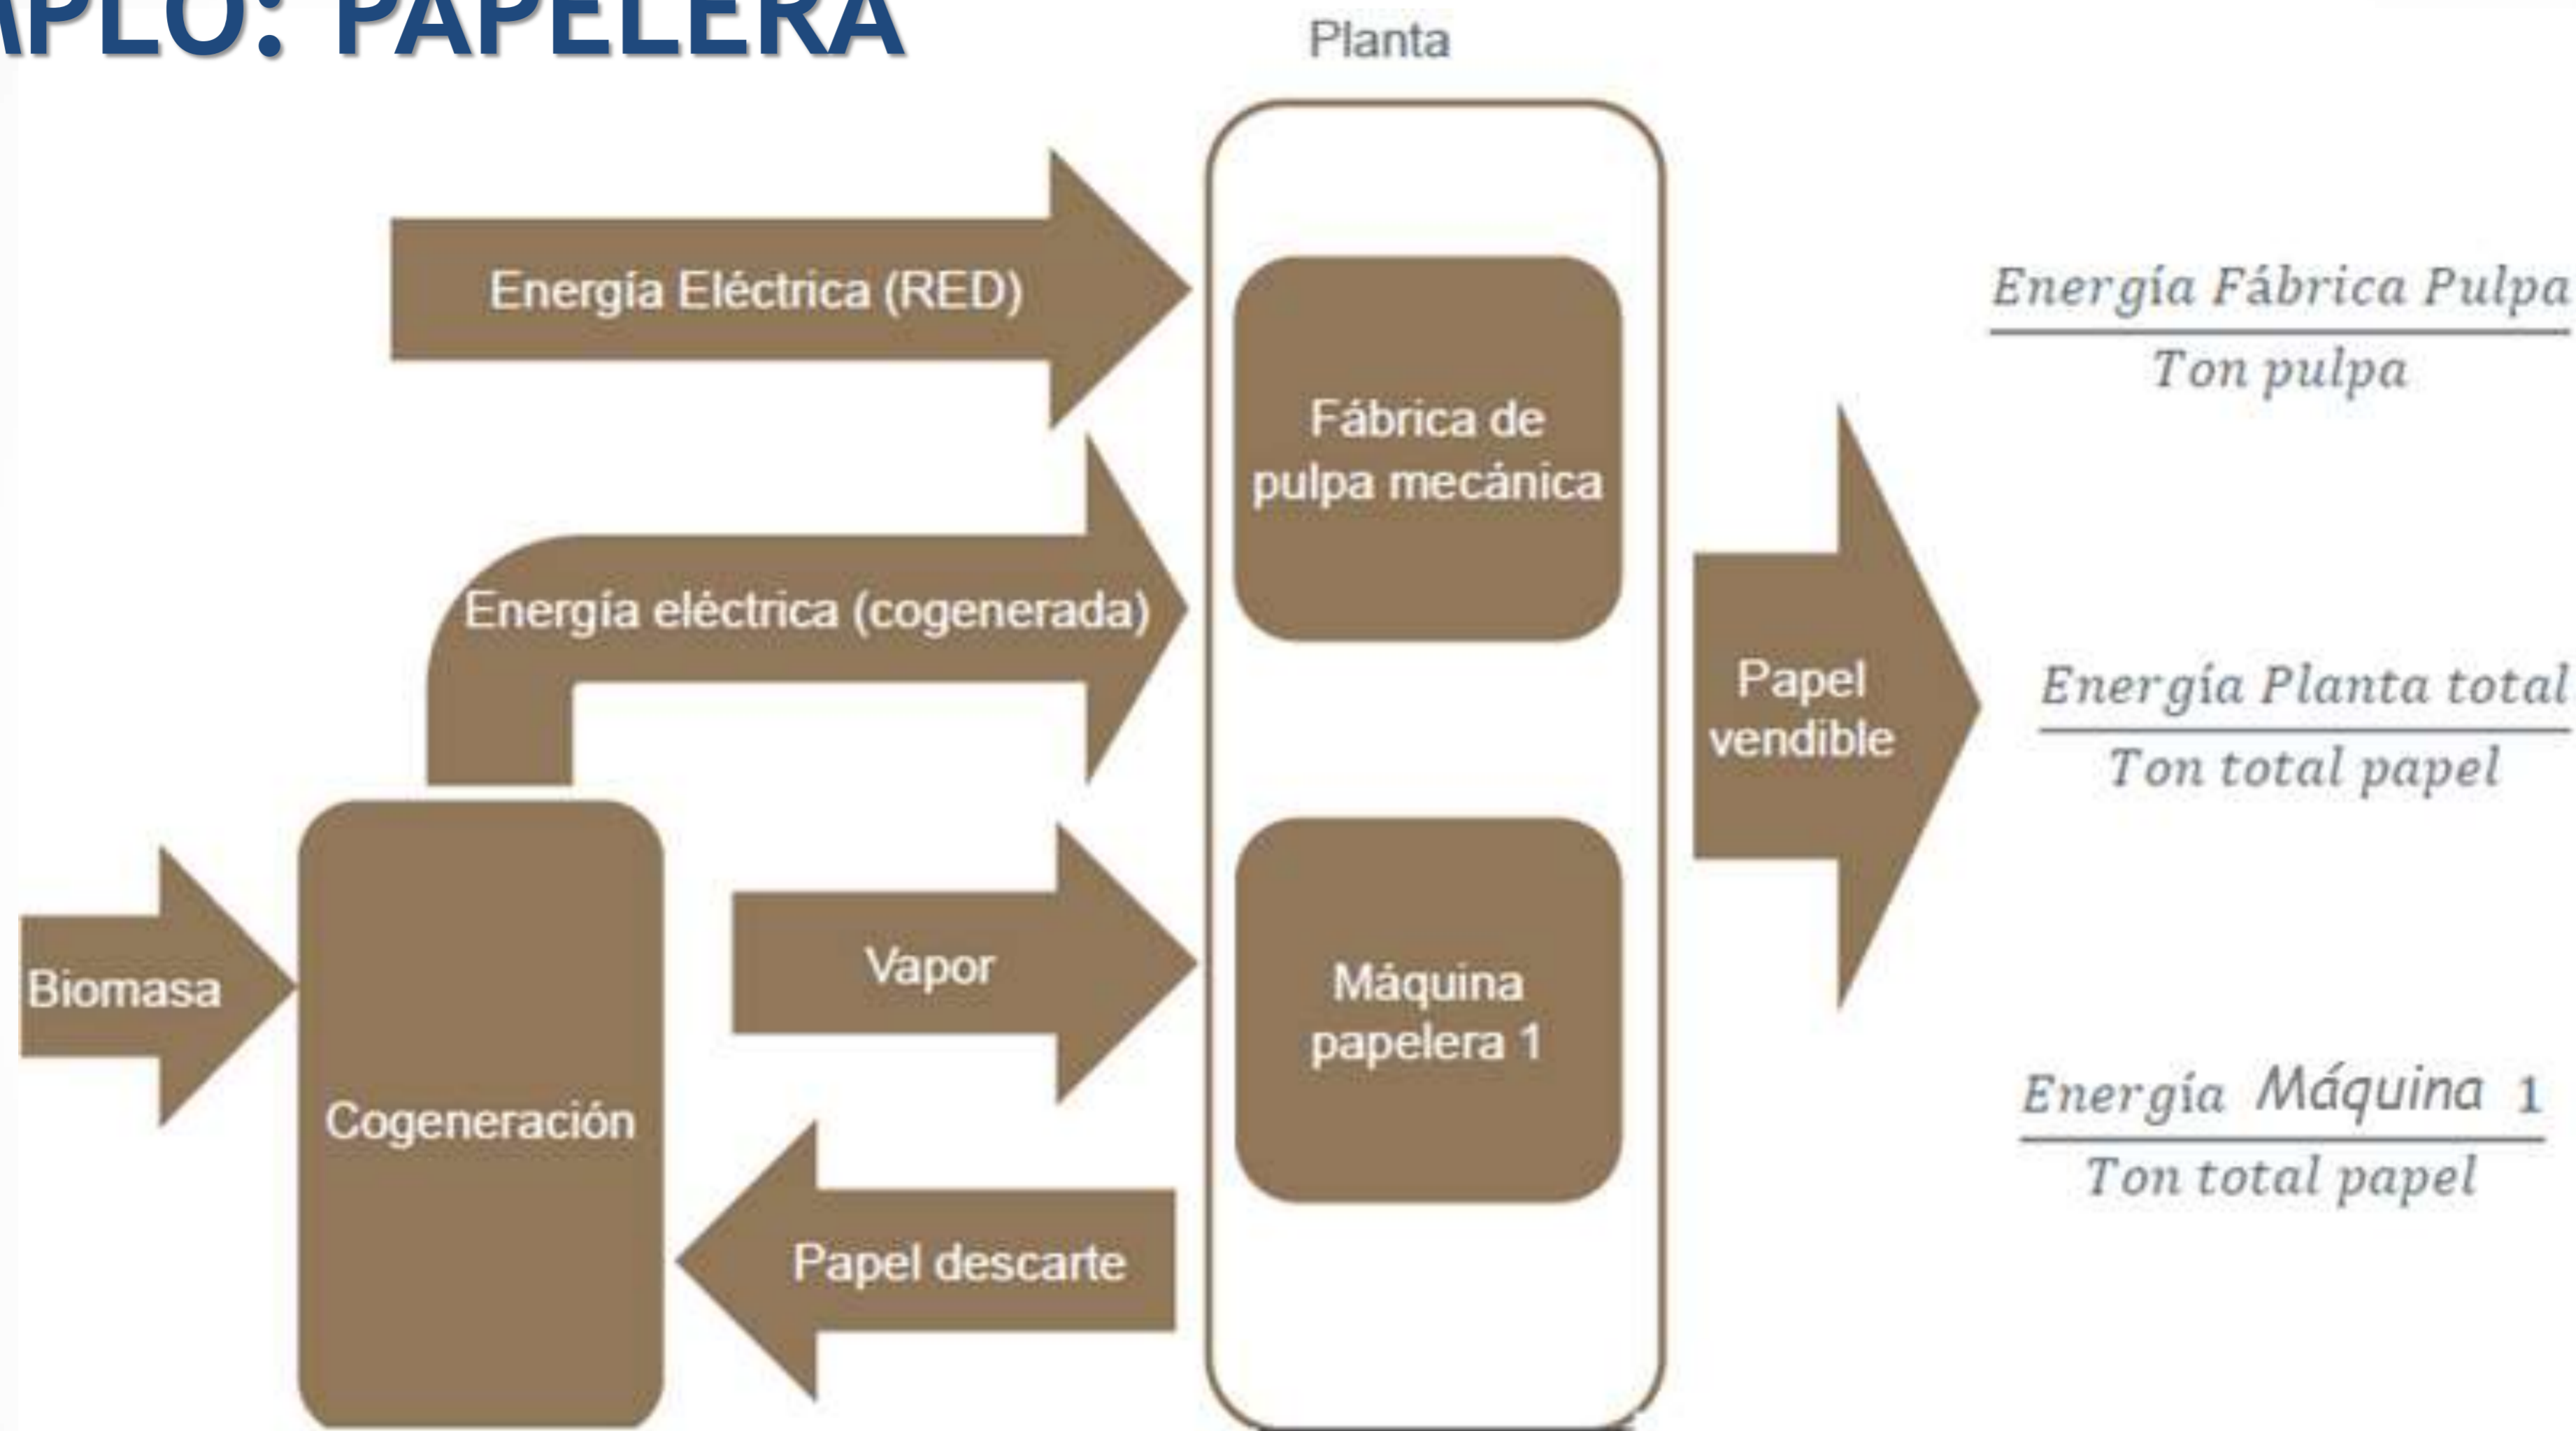 MPLO: PAPELERA
Planta
Energía Eléctrica (RED)
Fábrica de
pulpa mecánica
Energía eléctrica (cogenerada)
Papel
vendible
Biomasa
Cogeneración
Vapor
Máquina
papelera 1
Papel descarte
Energía Fábrica Pulpa
Ton pulpa
Energía Planta total
Ton total papel
Energía Máquina 1
Ton total papel